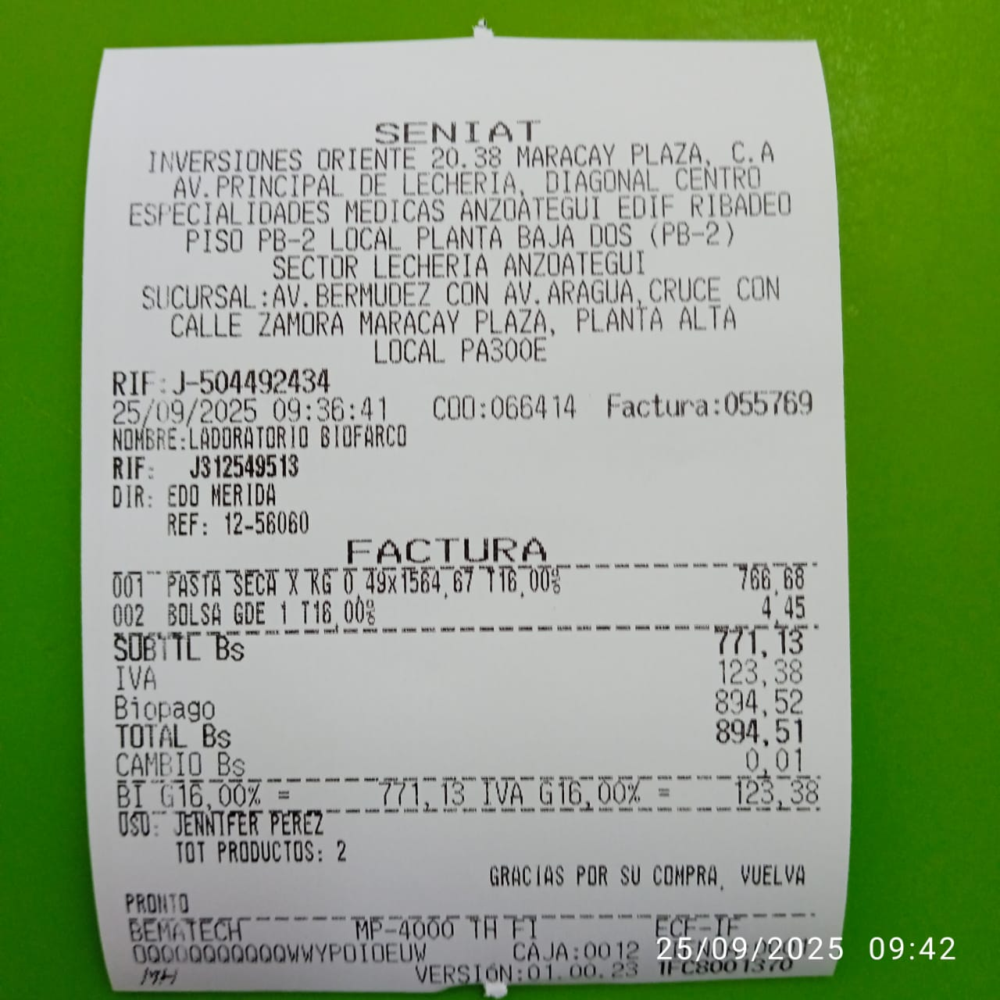 SENIAT
INVERSIONES ORIENTE 20.38 MARACAY PLAZA, C.A
AV.PRINCIPAL DE LECHERIA, DIAGONAL CENTRO
ESPECIALIDADES MEDICAS ANZOATEGUI EDIF RIBADEO
PISO PB-2 LOCAL PLANTA BAJA DOS (PB-2)
SECTOR LECHERIA ANZOATEGUI
SUCURSAL:AV.BERMUDEZ CON AV.ARAGUA,CRUCE CON
CALLE ZAMORA MARACAY PLAZA, PLANTA ALTA
LOCAL PA300E
RIF:J-504492434
25/09/2025 09:36:41 COO:066414 Factura:055769
NOMBRE:LADORATORIO BIOFARCO
RIF: J312549513
DIR: EDO MERIDA
REF: 12-56060
FACTURA
001 PASTA SECA X KG 0,49x1564,67 T16,00% 766,68
002 BOLSA GDE 1 T16,00% 4,45
SUBTTL Bs 771,13
IVA 123,38
Biopago 894,52
TOTAL Bs 894,51
CAMBIO Bs 0,01
BI G16,00% = 771,13 IVA G16,00% = 123,38
USU: JENNIFER PEREZ
TOT PRODUCTOS: 2
GRACIAS POR SU COMPRA, VUELVA
PRONTO
BEMATECH MP-4000 TH FI ECF-IF
QQQQQQQQQQQWWYPOIOEUW CAJA:0012 25/09/2025 09:42
VERSION:01.00.23 1FC8001370